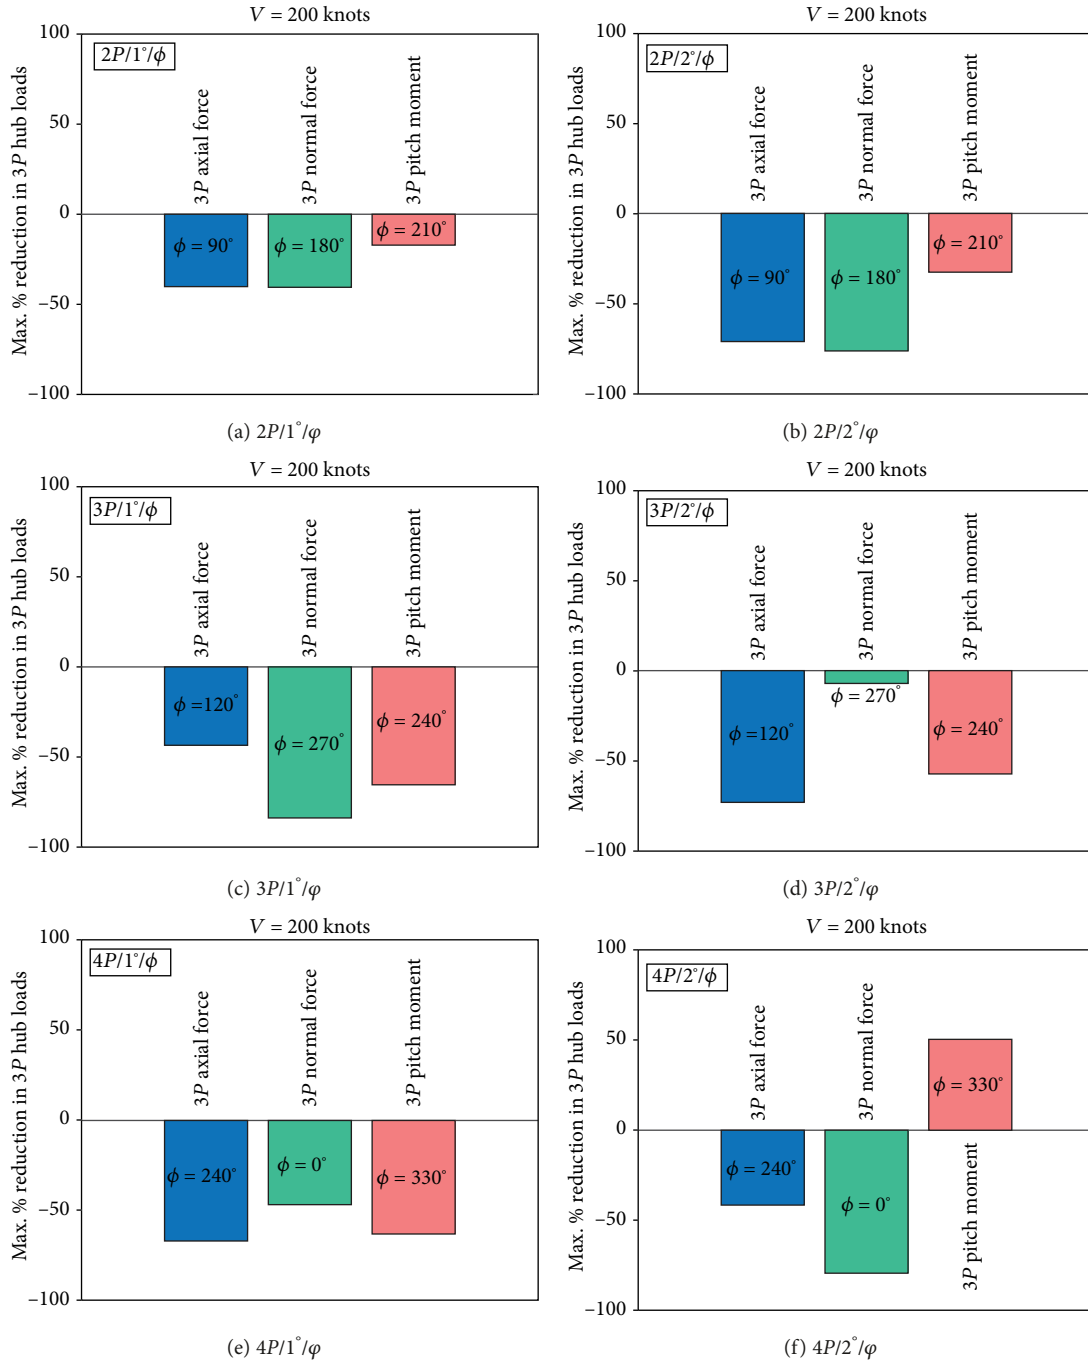 V = 200 knots
2P/1°/ϕ
Max. % reduction in 3P hub loads
100
50
0
−50
−100
3P axial force
3P normal force
3P pitch moment
ϕ = 90°
ϕ = 180°
ϕ = 210°
(a) 2P/1°/φ
V = 200 knots
2P/2°/ϕ
Max. % reduction in 3P hub loads
100
50
0
−50
−100
3P axial force
3P normal force
3P pitch moment
ϕ = 90°
ϕ = 180°
ϕ = 210°
(b) 2P/2°/φ
V = 200 knots
3P/1°/ϕ
Max. % reduction in 3P hub loads
100
50
0
−50
−100
3P axial force
3P normal force
3P pitch moment
ϕ =120°
ϕ = 270°
ϕ = 240°
(c) 3P/1°/φ
V = 200 knots
3P/2°/ϕ
Max. % reduction in 3P hub loads
100
50
0
−50
−100
3P axial force
3P normal force
3P pitch moment
ϕ =120°
ϕ = 270°
ϕ = 240°
(d) 3P/2°/φ
V = 200 knots
4P/1°/ϕ
Max. % reduction in 3P hub loads
100
50
0
−50
−100
3P axial force
3P normal force
3P pitch moment
ϕ = 240°
ϕ = 0°
ϕ = 330°
(e) 4P/1°/φ
V = 200 knots
4P/2°/ϕ
Max. % reduction in 3P hub loads
100
50
0
−50
−100
3P axial force
3P normal force
3P pitch moment
ϕ = 240°
ϕ = 0°
ϕ = 330°
(f) 4P/2°/φ